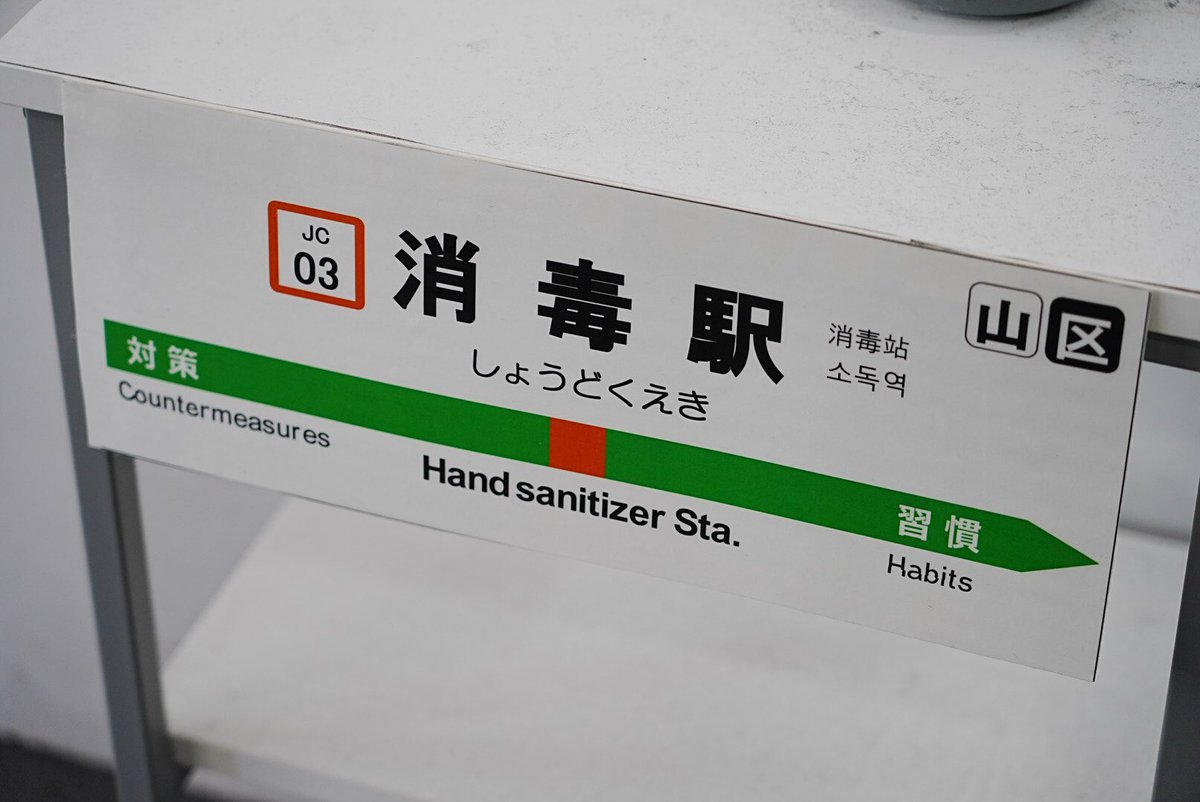 JC
03
消毒駅
しょうどくえき
消毒站
소독역
山 区
対策
Countermeasures
Hand sanitizer Sta.
習慣
Habits